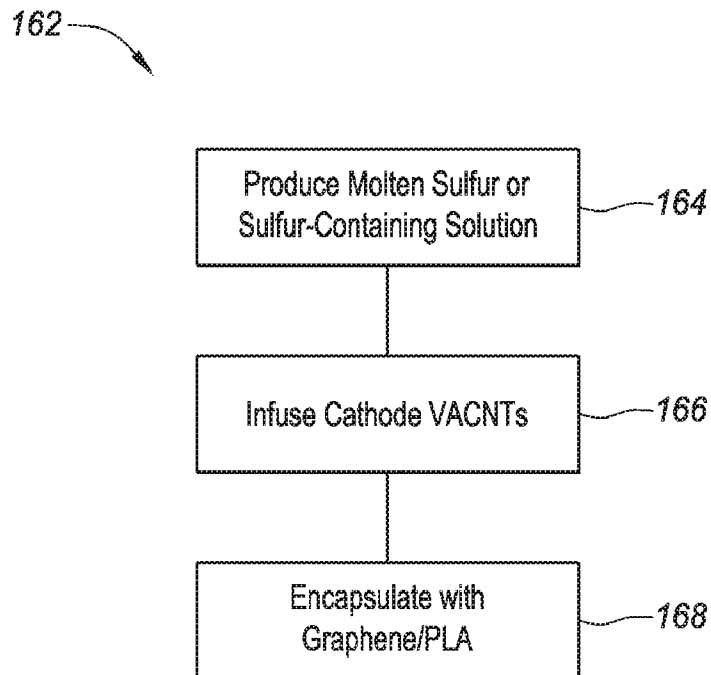 162
Produce Molten Sulfur or
Sulfur-Containing Solution
164
Infuse Cathode VACNTs
166
Encapsulate with
Graphene/PLA
168